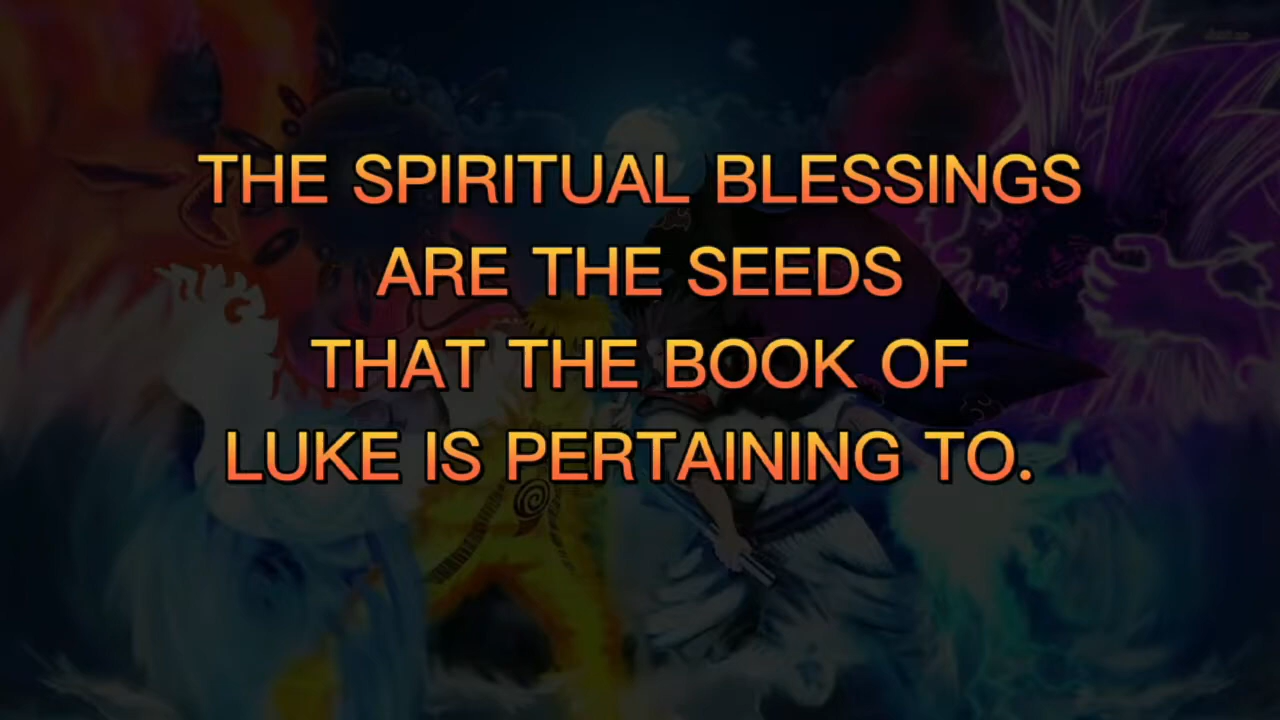 THE SPIRITUAL BLESSINGS
ARE THE SEEDS
THAT THE BOOK OF
LUKE IS PERTAINING TO.